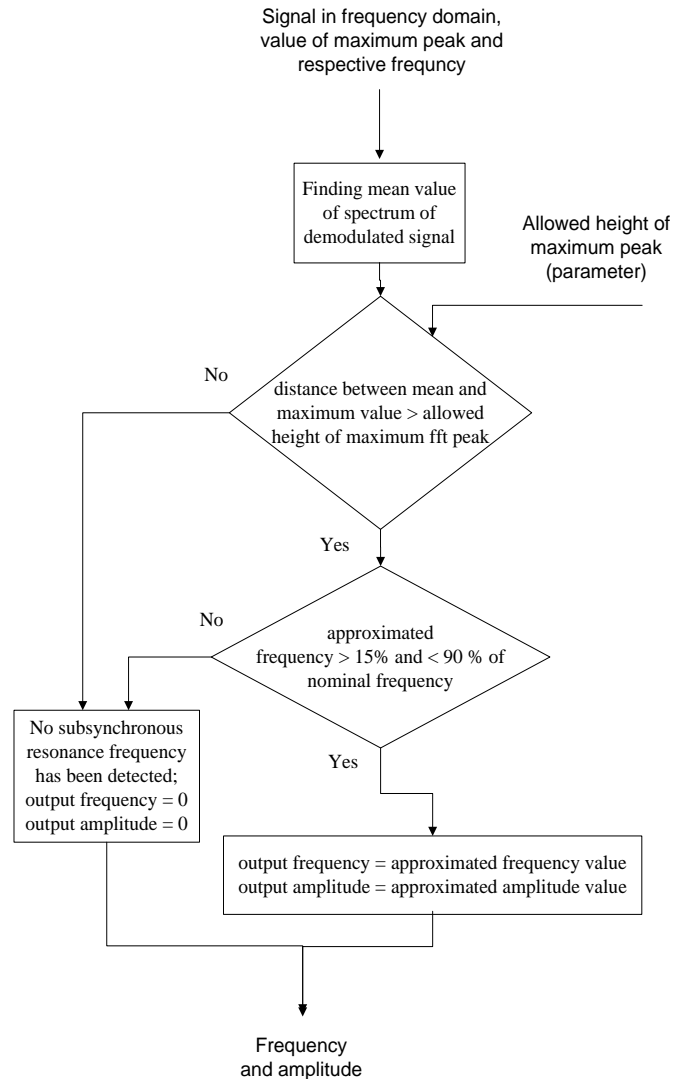 Signal in frequency domain,
value of maximum peak and
respective frequncy
Finding mean value
of spectrum of
demodulated signal
Allowed height of
maximum peak
(parameter)
No
distance between mean and
maximum value > allowed
height of maximum fft peak
Yes
No
approximated
frequency > 15% and < 90 % of
nominal frequency
No subsynchronous
resonance frequency
has been detected;
output frequency = 0
output amplitude = 0
Yes
output frequency = approximated frequency value
output amplitude = approximated amplitude value
Frequency
and amplitude